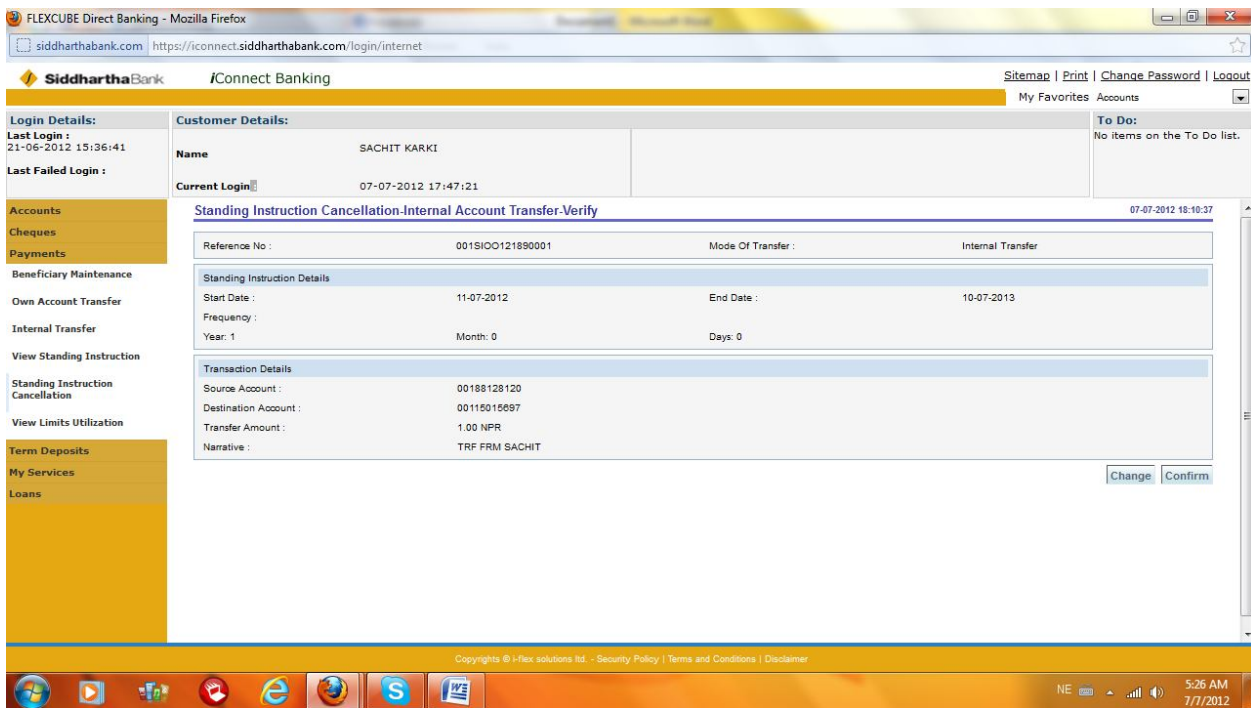 FLEXCUBE Direct Banking - Mozilla Firefox
siddharthabank.com https://iconnect.siddharthabank.com/login/internet
SiddharthaBank iConnect Banking Sitemap | Print | Change Password | Logout
My Favorites Accounts
Login Details: Customer Details: To Do:
Last Login :
21-06-2012 15:36:41
Last Failed Login :
Name SACHIT KARKI
Current Login : 07-07-2012 17:47:21
No items on the To Do list.
Accounts
Cheques
Payments
Beneficiary Maintenance
Own Account Transfer
Internal Transfer
View Standing Instruction
Standing Instruction
Cancellation
View Limits Utilization
Term Deposits
My Services
Loans
Standing Instruction Cancellation-Internal Account Transfer-Verify 07-07-2012 18:10:37
Reference No : 001SIOO121890001 Mode Of Transfer : Internal Transfer
Standing Instruction Details
Start Date : 11-07-2012 End Date : 10-07-2013
Frequency :
Year: 1 Month: 0 Days: 0
Transaction Details
Source Account : 00188128120
Destination Account : 00115015697
Transfer Amount : 1.00 NPR
Narrative : TRF FRM SACHIT
Change Confirm
Copyrights © i-flex solutions ltd. - Security Policy | Terms and Conditions | Disclaimer
NE 5:26 AM
7/7/2012